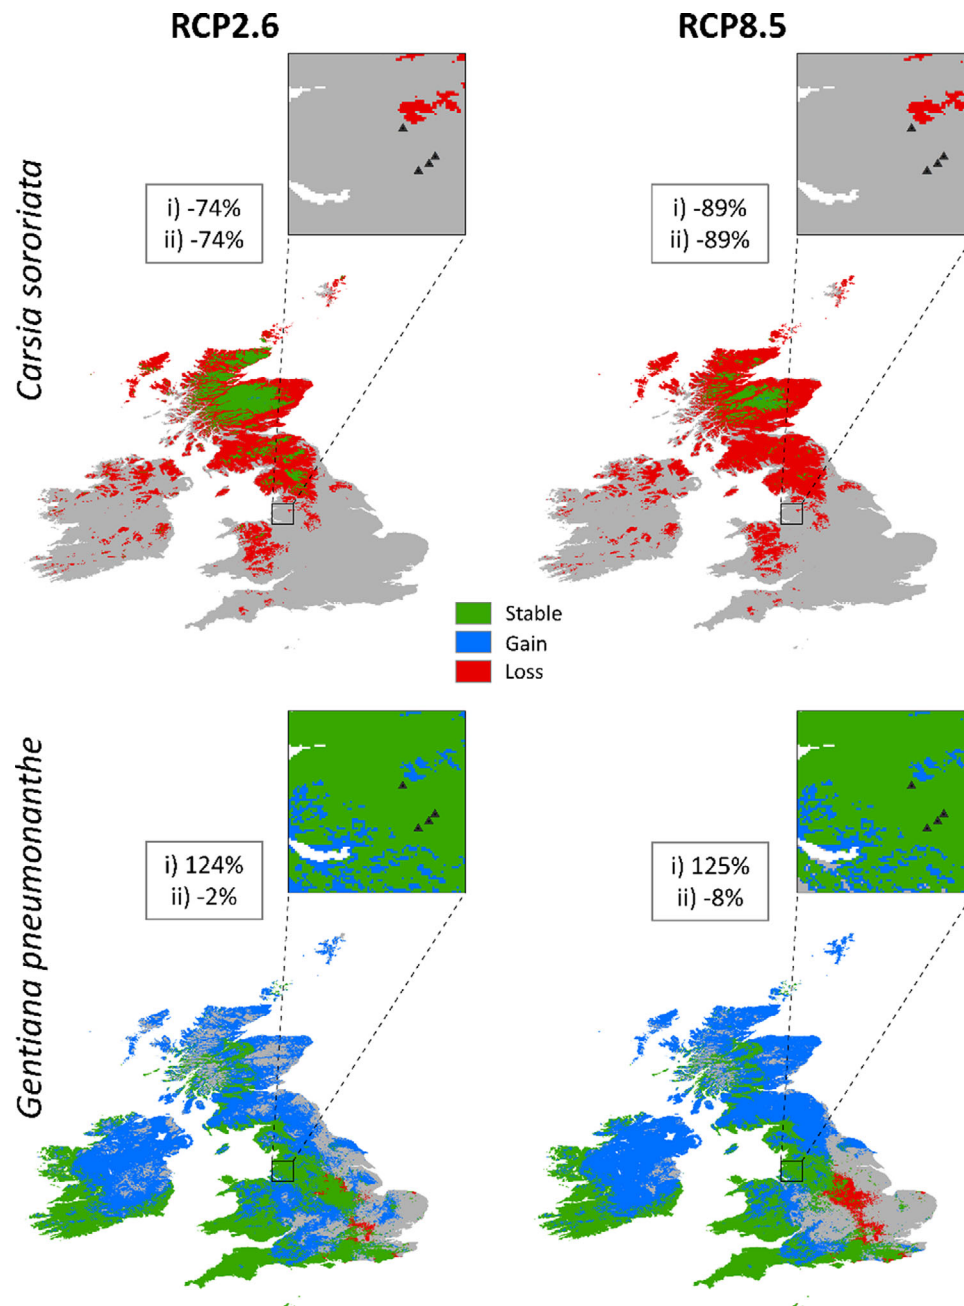 RCP2.6
RCP8.5
Carsia sororiata
i) -74%
ii) -74%
i) -89%
ii) -89%
Stable
Gain
Loss
Gentiana pneumonanthe
i) 124%
ii) -2%
i) 125%
ii) -8%